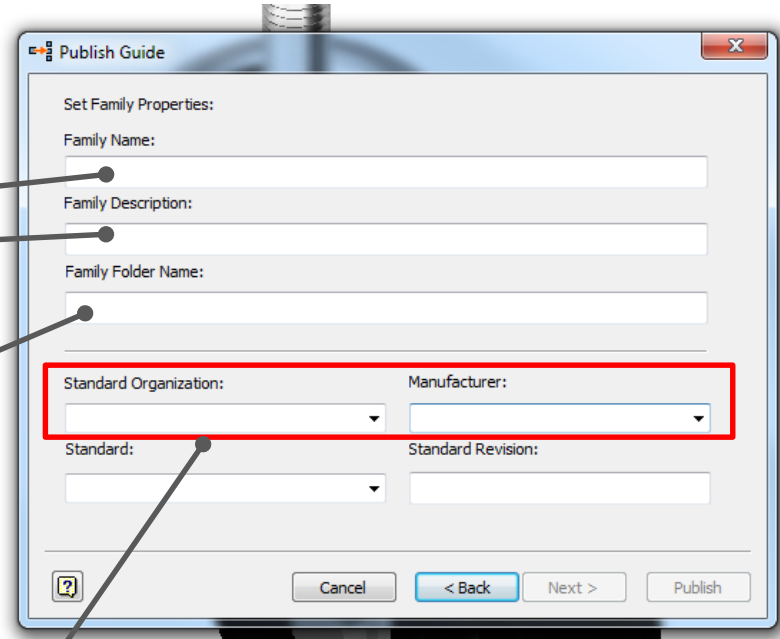 Publish Guide
Set Family Properties:
Family Name:
Family Description:
Family Folder Name:
Standard Organization: Manufacturer:
Standard: Standard Revision:
Cancel < Back Next > Publish